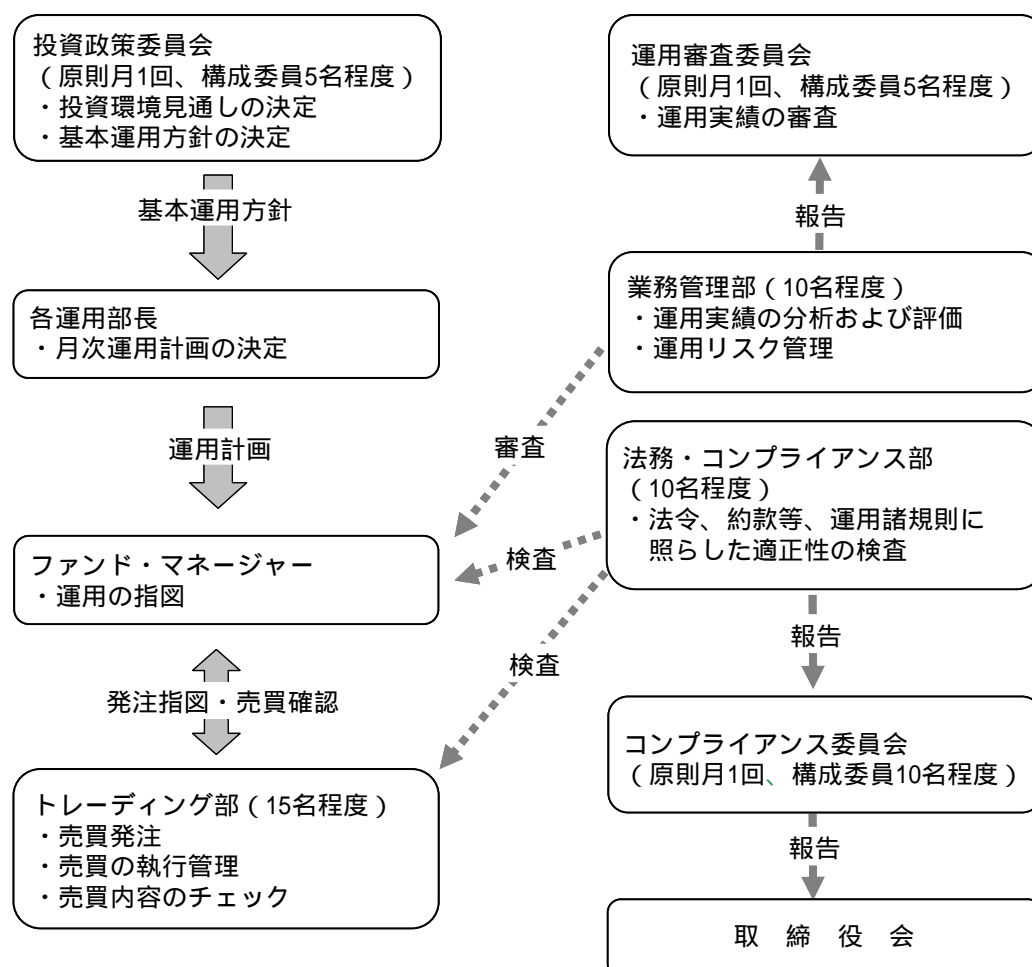 投資政策委員会
（原則月1回、構成委員5名程度）
・投資環境見通しの決定
・基本運用方針の決定
基本運用方針
各運用部長
・月次運用計画の決定
運用計画
ファンド・マネージャー
・運用の指図
発注指図・売買確認
トレーディング部（15名程度）
・売買発注
・売買の執行管理
・売買内容のチェック
運用審査委員会
（原則月1回、構成委員5名程度）
・運用実績の審査
報告
業務管理部（10名程度）
・運用実績の分析および評価
・運用リスク管理
審査
法務・コンプライアンス部
（10名程度）
・法令、約款等、運用諸規則に
照らした適正性の検査
検査
検査
報告
コンプライアンス委員会
（原則月1回、構成委員10名程度）
報告
取　締　役　会